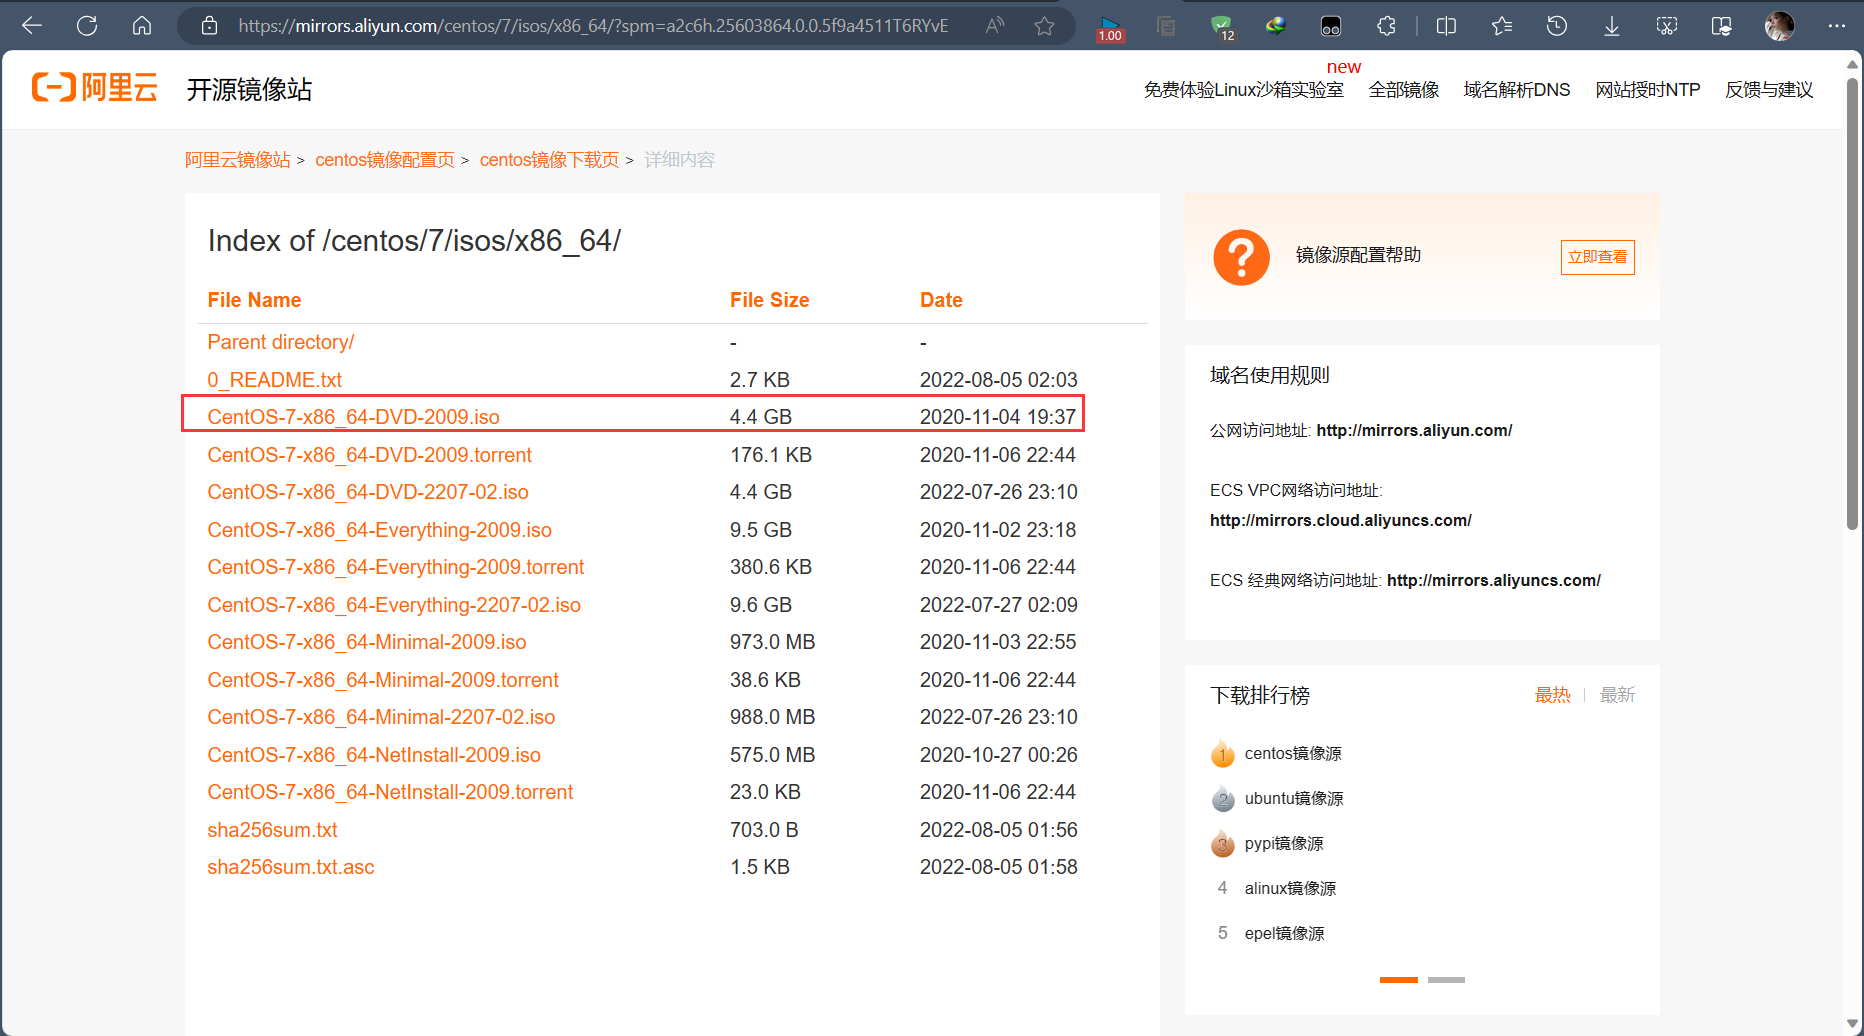 https://mirrors.aliyun.com/centos/7/isos/x86_64/?spm=a2c6h.25603864.0.0.5f9a4511T6RYvE
1.00
12
阿里云 开源镜像站
免费体验Linux沙箱实验室 new 全部镜像 域名解析DNS 网站授时NTP 反馈与建议
阿里云镜像站 > centos镜像配置页 > centos镜像下载页 > 详细内容
Index of /centos/7/isos/x86_64/
File Name File Size Date
Parent directory/ - -
0_README.txt 2.7 KB 2022-08-05 02:03
CentOS-7-x86_64-DVD-2009.iso 4.4 GB 2020-11-04 19:37
CentOS-7-x86_64-DVD-2009.torrent 176.1 KB 2020-11-06 22:44
CentOS-7-x86_64-DVD-2207-02.iso 4.4 GB 2022-07-26 23:10
CentOS-7-x86_64-Everything-2009.iso 9.5 GB 2020-11-02 23:18
CentOS-7-x86_64-Everything-2009.torrent 380.6 KB 2020-11-06 22:44
CentOS-7-x86_64-Everything-2207-02.iso 9.6 GB 2022-07-27 02:09
CentOS-7-x86_64-Minimal-2009.iso 973.0 MB 2020-11-03 22:55
CentOS-7-x86_64-Minimal-2009.torrent 38.6 KB 2020-11-06 22:44
CentOS-7-x86_64-Minimal-2207-02.iso 988.0 MB 2022-07-26 23:10
CentOS-7-x86_64-NetInstall-2009.iso 575.0 MB 2020-10-27 00:26
CentOS-7-x86_64-NetInstall-2009.torrent 23.0 KB 2020-11-06 22:44
sha256sum.txt 703.0 B 2022-08-05 01:56
sha256sum.txt.asc 1.5 KB 2022-08-05 01:58
? 镜像源配置帮助 立即查看
域名使用规则
公网访问地址: http://mirrors.aliyun.com/
ECS VPC网络访问地址:
http://mirrors.cloud.aliyuncs.com/
ECS 经典网络访问地址: http://mirrors.aliyuncs.com/
下载排行榜 最热 | 最新
1 centos镜像源
2 ubuntu镜像源
3 pypi镜像源
4 alinux镜像源
5 epel镜像源